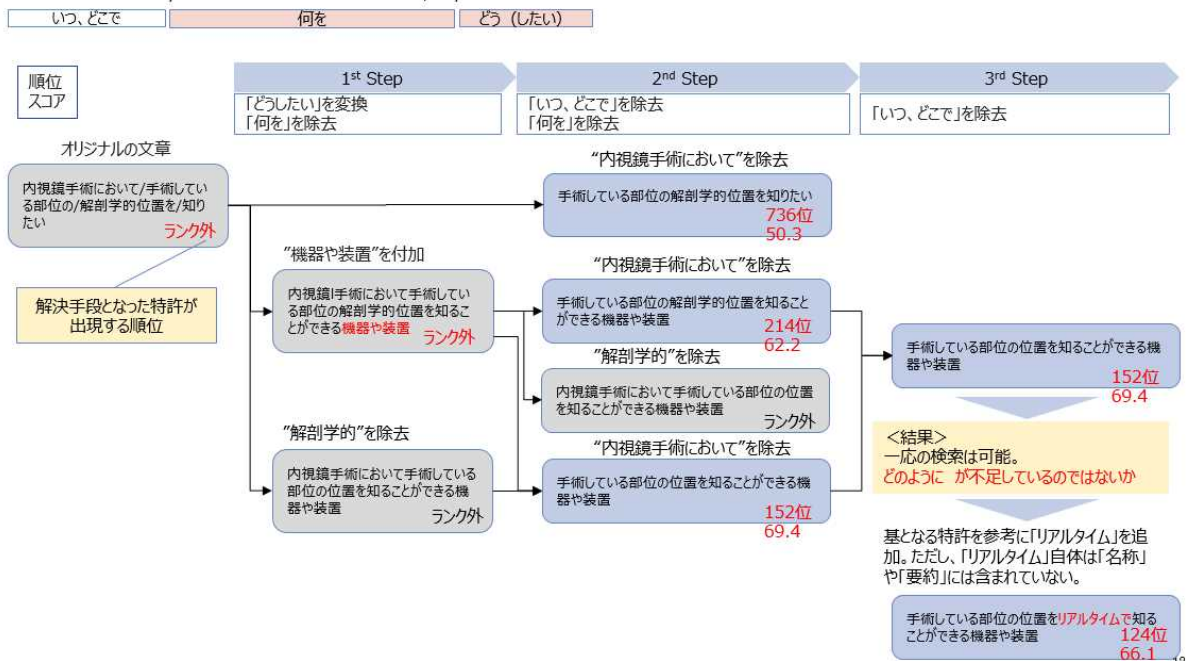 いつ、どこで
何を
どう（したい）
順位
スコア
1st Step
2nd Step
3rd Step
「どうしたい」を変換
「何を」を除去
「いつ、どこで」を除去
「何を」を除去
「いつ、どこで」を除去
オリジナルの文章
内視鏡手術において/手術してい
る部位の/解剖学的位置を/知り
たい
ランク外
解決手段となった特許が
出現する順位
"機器や装置"を付加
内視鏡l手術において手術してい
る部位の解剖学的位置を知るこ
とができる機器や装置
ランク外
"解剖学的"を除去
内視鏡手術において手術している
部位の位置を知ることができる機
器や装置
ランク外
“内視鏡手術において”を除去
手術している部位の解剖学的位置を知りたい
736位
50.3
“内視鏡手術において”を除去
手術している部位の解剖学的位置を知ること
ができる機器や装置
214位
62.2
“解剖学的”を除去
内視鏡手術において手術している部位の位置
を知ることができる機器や装置
ランク外
“内視鏡手術において”を除去
手術している部位の位置を知ることができる機
器や装置
152位
69.4
手術している部位の位置を知ることができる機
器や装置
152位
69.4
＜結果＞
一応の検索は可能。
どのように が不足しているのではないか
基となる特許を参考に「リアルタイム」を追
加。ただし、「リアルタイム」自体は「名称」
や「要約」には含まれていない。
手術している部位の位置をリアルタイムで知る
ことができる機器や装置
124位
66.1